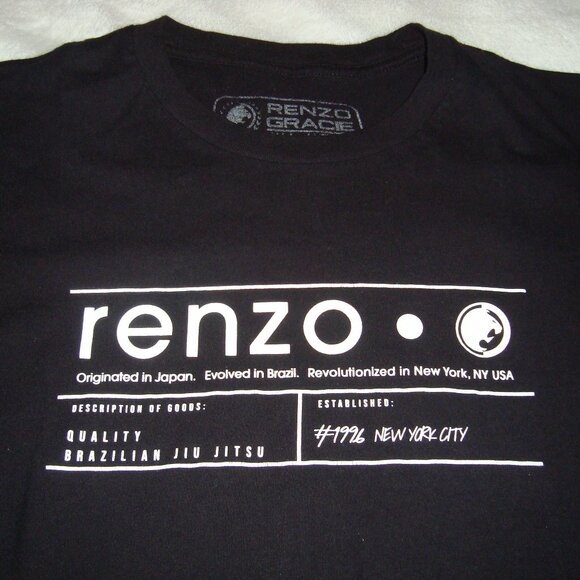 RENZO
GRACIE
renzo •
Originated in Japan. Evolved in Brazil. Revolutionized in New York, NY USA
DESCRIPTION OF GOODS:
QUALITY
BRAZILIAN JIU JITSU
ESTABLISHED:
#1996 NEW YORK CITY